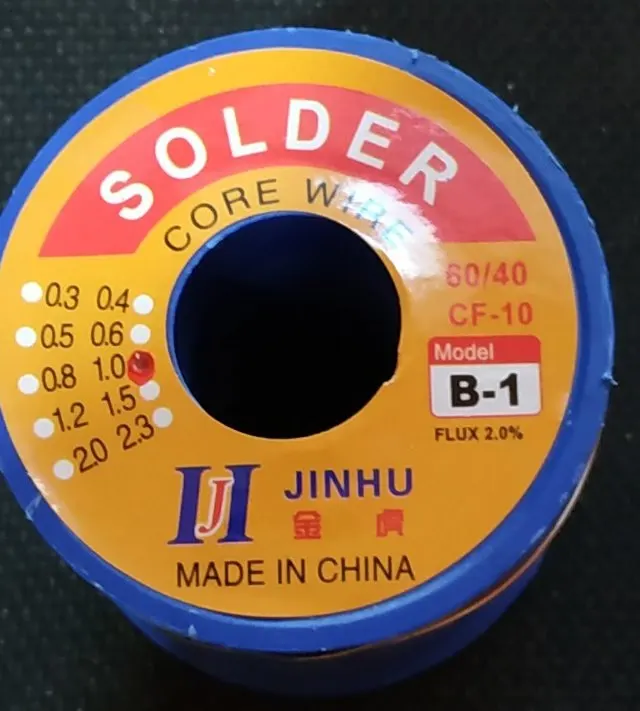 SOLDER
CORE WIRE
0.3 0.4
0.5 0.6
0.8 1.0
1.2 1.5
2.0 2.3
60/40
CF-10
Model
B-1
FLUX 2.0%
JINHU
金虎
MADE IN CHINA